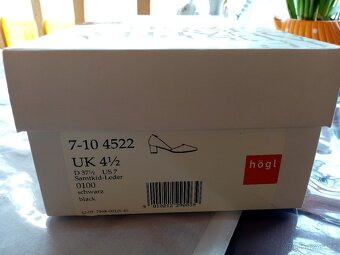 7-10 4522
UK 4½
D 37½ US 7
Samtkid-Leder
0100
schwarz
black
högl